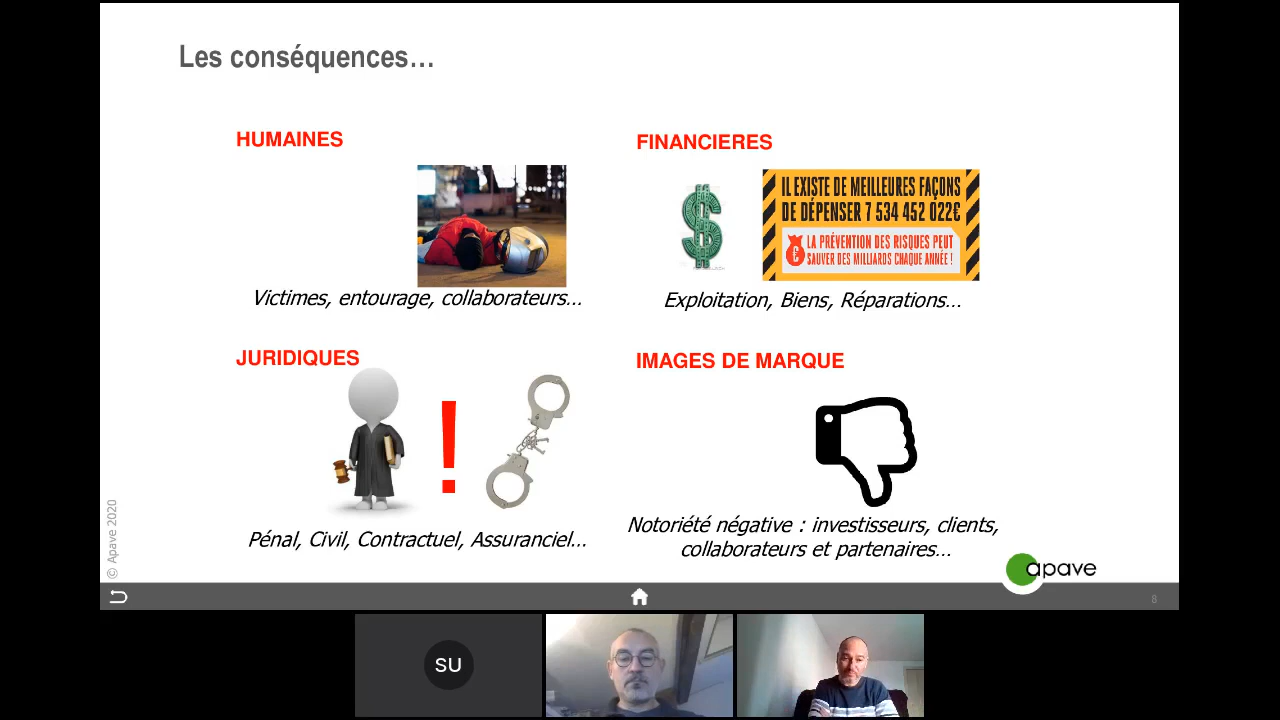 Les conséquences…
HUMAINES
Victimes, entourage, collaborateurs…
FINANCIERES
IL EXISTE DE MEILLEURES FAÇONS
DE DÉPENSER 7 534 452 022€
LA PRÉVENTION DES RISQUES PEUT
SAUVER DES MILLIARDS CHAQUE ANNÉE !
Exploitation, Biens, Réparations…
JURIDIQUES
!
Pénal, Civil, Contractuel, Assuranciel…
IMAGES DE MARQUE
Notoriété négative : investisseurs, clients,
collaborateurs et partenaires…
© Apave 2020
apave
8
SU